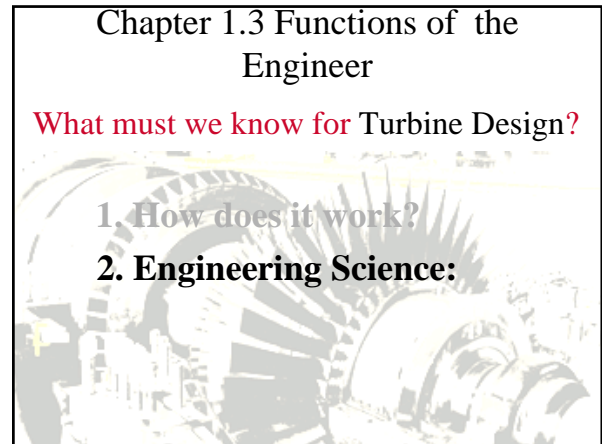 Chapter 1.3 Functions of the
Engineer
What must we know for Turbine Design?
1. How does it work?
2. Engineering Science: